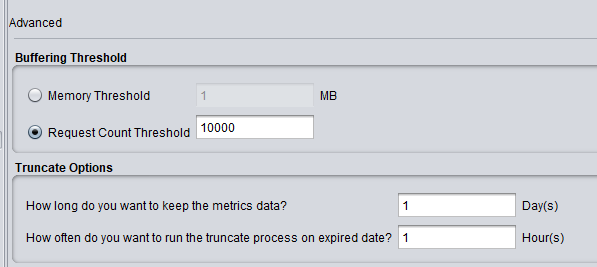 Advanced
Buffering Threshold
Memory Threshold 1 MB
Request Count Threshold 10000
Truncate Options
How long do you want to keep the metrics data? 1 Day(s)
How often do you want to run the truncate process on expired date? 1 Hour(s)